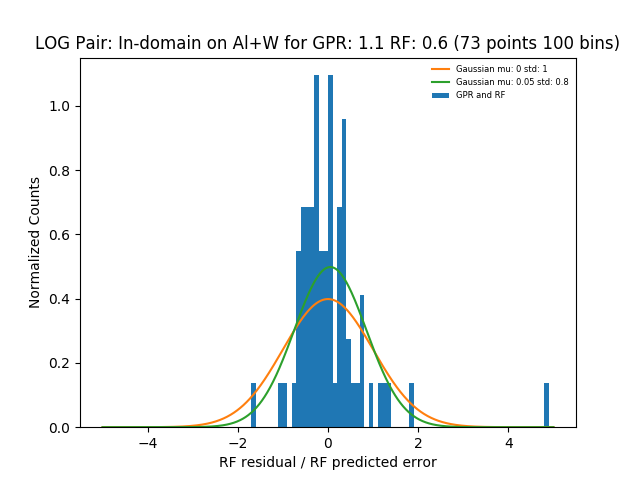 LOG Pair: In-domain on Al+W for GPR: 1.1 RF: 0.6 (73 points 100 bins)
Gaussian mu: 0 std: 1
Gaussian mu: 0.05 std: 0.8
GPR and RF
Normalized Counts
1.0
0.8
0.6
0.4
0.2
0.0
−4 −2 0 2 4
RF residual / RF predicted error